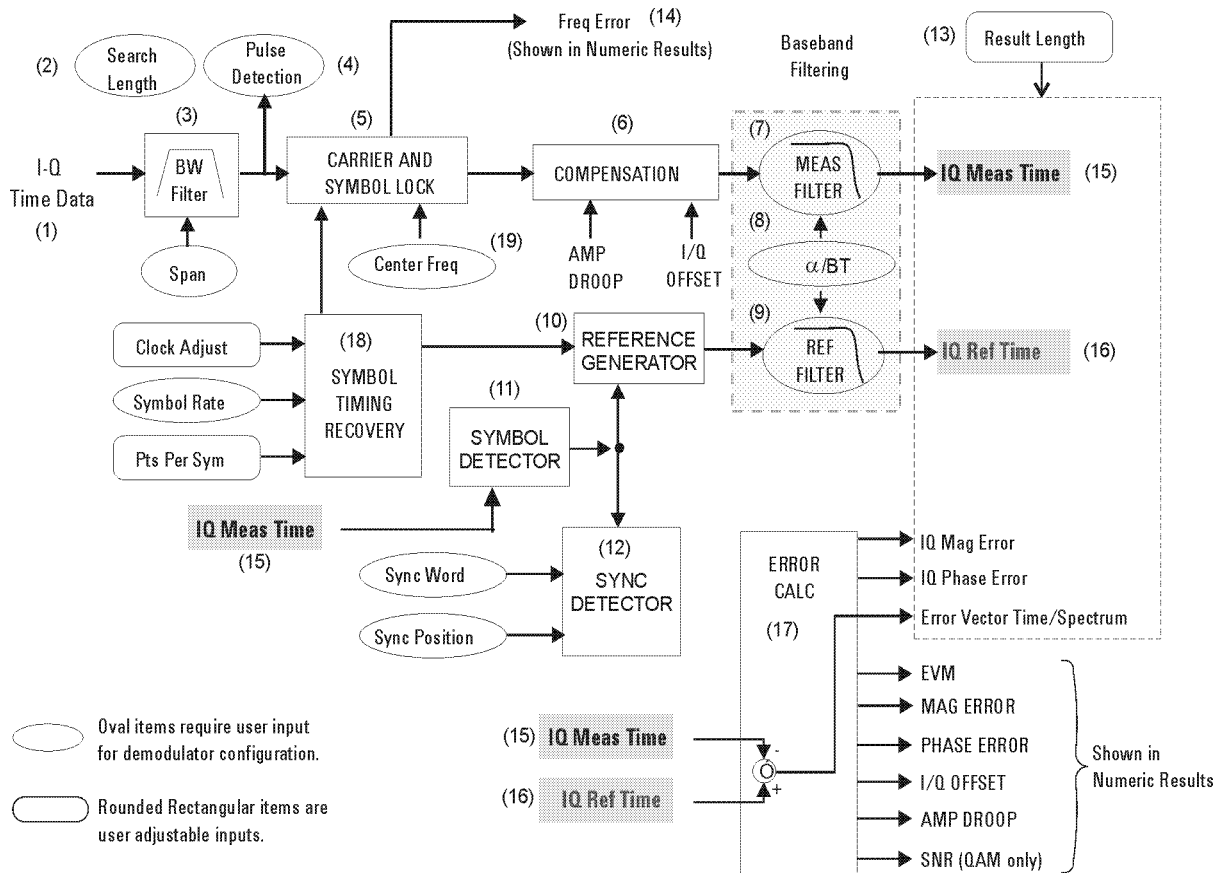 (14)
Freq Error
(Shown in Numeric Results)
(13)
Result Length
Baseband
Filtering
(2)
Search
Length
Pulse
Detection
(4)
(3)
BW
Filter
(5)
CARRIER AND
SYMBOL LOCK
(6)
COMPENSATION
(7)
MEAS
FILTER
IQ Meas Time
(15)
I-Q
Time Data
(1)
Span
Center Freq
(19)
AMP
DROOP
I/Q
OFFSET
(8)
α/BT
(9)
REF
FILTER
IQ Ref Time
(16)
Clock Adjust
Symbol Rate
Pts Per Sym
(18)
SYMBOL
TIMING
RECOVERY
(10)
REFERENCE
GENERATOR
(11)
SYMBOL
DETECTOR
IQ Meas Time
(15)
Sync Word
Sync Position
(12)
SYNC
DETECTOR
ERROR
CALC
(17)
IQ Mag Error
IQ Phase Error
Error Vector Time/Spectrum
EVM
MAG ERROR
PHASE ERROR
I/Q OFFSET
AMP DROOP
SNR (QAM only)
Shown in
Numeric Results
(15)
IQ Meas Time
-
Ó
+
(16)
IQ Ref Time
Oval items require user input
for demodulator configuration.
Rounded Rectangular items are
user adjustable inputs.